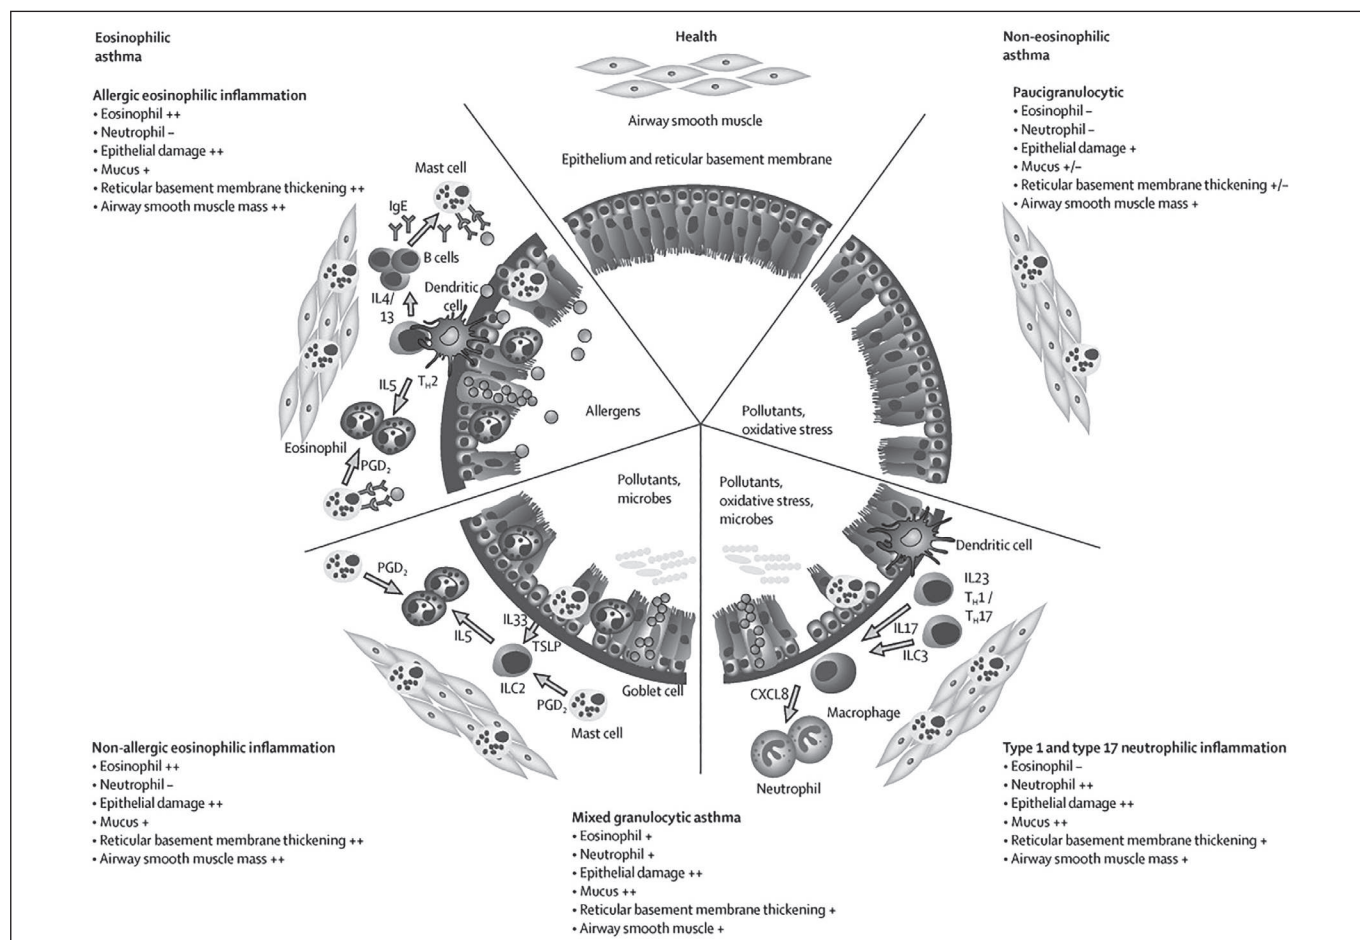 Eosinophilic
asthma
Allergic eosinophilic inflammation
• Eosinophil ++
• Neutrophil –
• Epithelial damage ++
• Mucus +
• Reticular basement membrane thickening ++
• Airway smooth muscle mass ++
Health
Airway smooth muscle
Epithelium and reticular basement membrane
Non-eosinophilic
asthma
Paucigranulocytic
• Eosinophil –
• Neutrophil –
• Epithelial damage +
• Mucus +/–
• Reticular basement membrane thickening +/–
• Airway smooth muscle mass +
Mast cell
IgE
B cells
IL4/
13
Dendritic
cell
IL5
TH2
Eosinophil
PGD2
Allergens
Pollutants,
oxidative stress
Pollutants,
microbes
Pollutants,
oxidative stress,
microbes
PGD2
IL5
IL33
TSLP
ILC2
PGD2
Mast cell
Goblet cell
Dendritic cell
IL23
TH1 /
TH17
IL17
ILC3
CXCL8
Macrophage
Neutrophil
Non-allergic eosinophilic inflammation
• Eosinophil ++
• Neutrophil –
• Epithelial damage ++
• Mucus +
• Reticular basement membrane thickening ++
• Airway smooth muscle mass ++
Mixed granulocytic asthma
• Eosinophil +
• Neutrophil +
• Epithelial damage ++
• Mucus ++
• Reticular basement membrane thickening +
• Airway smooth muscle +
Type 1 and type 17 neutrophilic inflammation
• Eosinophil –
• Neutrophil ++
• Epithelial damage ++
• Mucus ++
• Reticular basement membrane thickening +
• Airway smooth muscle mass +